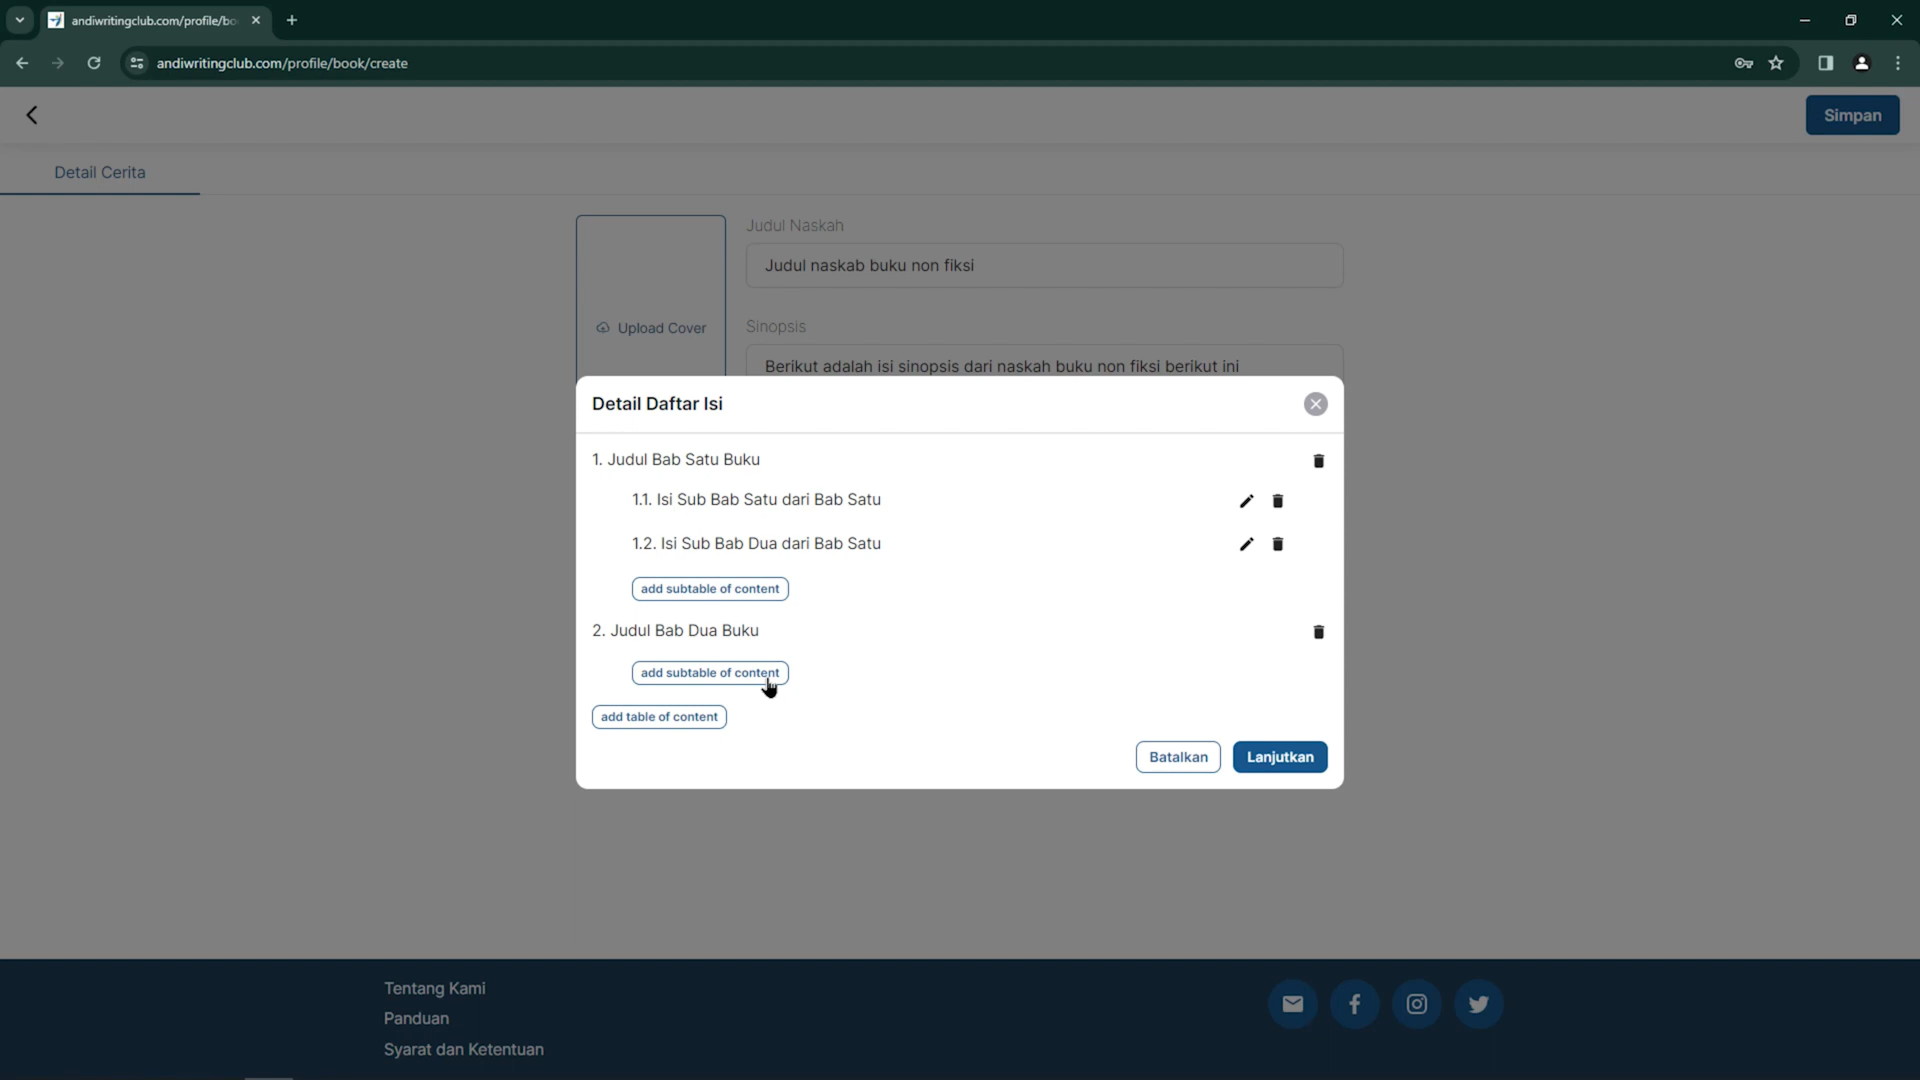 andiwritingclub.com/profile/bo
andiwritingclub.com/profile/book/create
Simpan
Detail Cerita
Judul Naskah
Judul naskab buku non fiksi
Upload Cover
Sinopsis
Berikut adalah isi sinopsis dari naskah buku non fiksi berikut ini
Detail Daftar Isi
1. Judul Bab Satu Buku
1.1. Isi Sub Bab Satu dari Bab Satu
1.2. Isi Sub Bab Dua dari Bab Satu
add subtable of content
2. Judul Bab Dua Buku
add subtable of content
add table of content
Batalkan
Lanjutkan
Tentang Kami
Panduan
Syarat dan Ketentuan